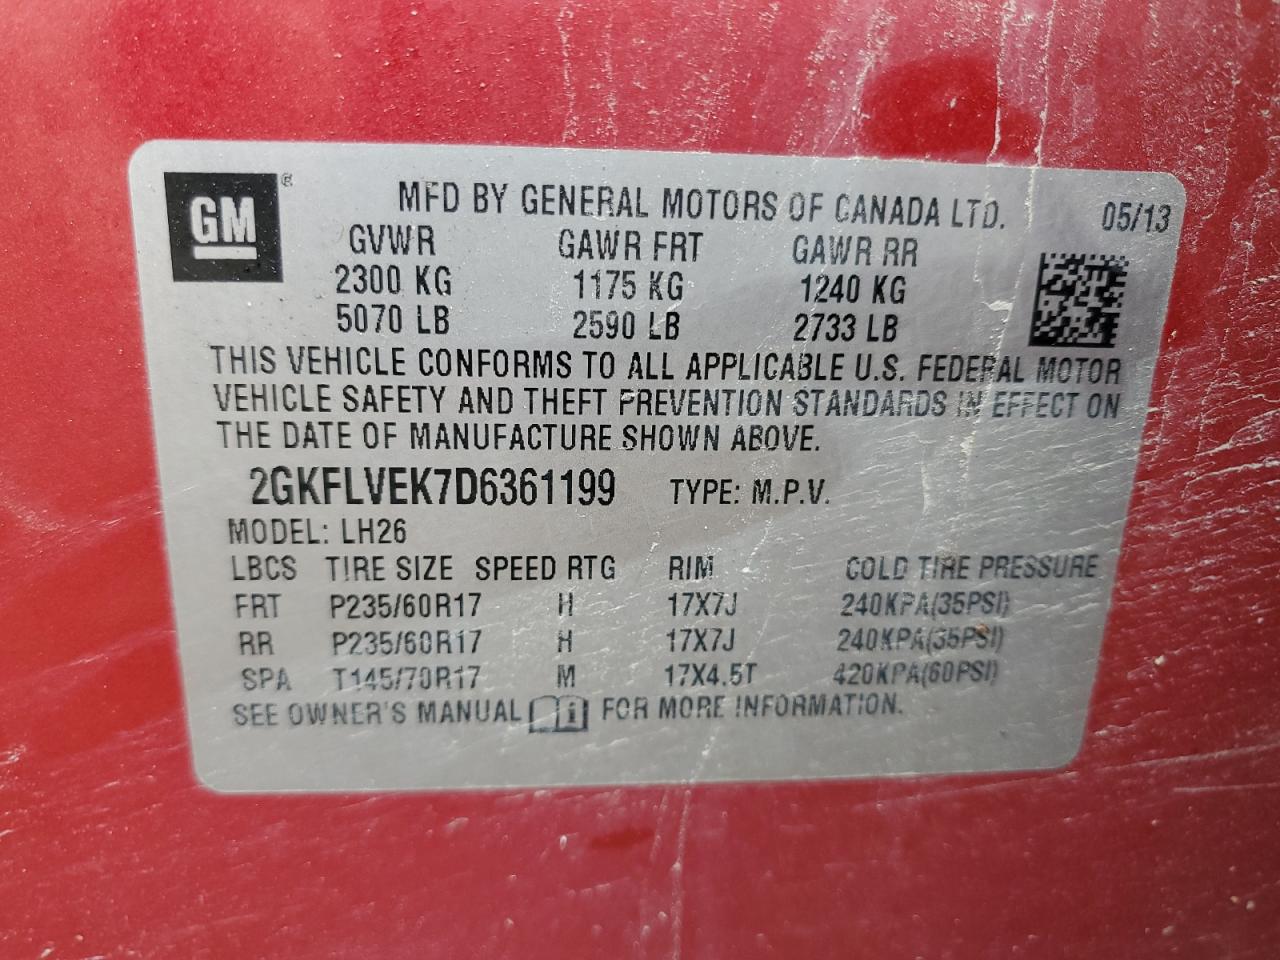 GM ®
MFD BY GENERAL MOTORS OF CANADA LTD. 05/13
GVWR GAWR FRT GAWR RR
2300 KG 1175 KG 1240 KG
5070 LB 2590 LB 2733 LB
THIS VEHICLE CONFORMS TO ALL APPLICABLE U.S. FEDERAL MOTOR
VEHICLE SAFETY AND THEFT PREVENTION STANDARDS IN EFFECT ON
THE DATE OF MANUFACTURE SHOWN ABOVE.
2GKFLVEK7D6361199 TYPE: M.P.V.
MODEL: LH26
LBCS TIRE SIZE SPEED RTG RIM COLD TIRE PRESSURE
FRT P235/60R17 H 17X7J 240KPA(35PSI)
RR P235/60R17 H 17X7J 240KPA(35PSI)
SPA T145/70R17 M 17X4.5T 420KPA(60PSI)
SEE OWNER'S MANUAL i FOR MORE INFORMATION.